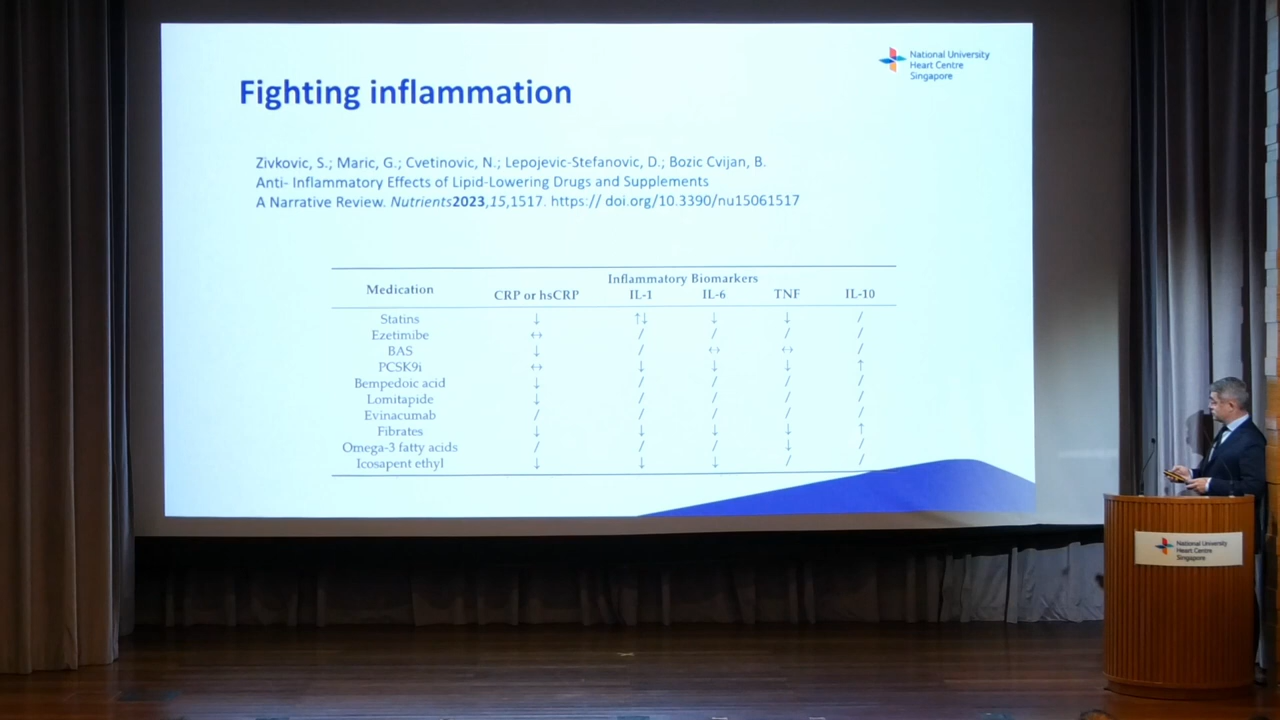 National University
Heart Centre
Singapore
Fighting inflammation
Zivkovic, S.; Maric, G.; Cvetinovic, N.; Lepojevic-Stefanovic, D.; Bozic Cvijan, B.
Anti- Inflammatory Effects of Lipid-Lowering Drugs and Supplements
A Narrative Review. Nutrients2023,15,1517. https:// doi.org/10.3390/nu15061517
Inflammatory Biomarkers
Medication CRP or hsCRP IL-1 IL-6 TNF IL-10
Statins ↓ ↑↓ ↓ ↓ /
Ezetimibe ↔ / / / /
BAS ↓ / ↔ ↔ /
PCSK9i ↔ ↓ ↓ ↓ ↑
Bempedoic acid ↓ / / / /
Lomitapide ↓ / / / /
Evinacumab / / / / /
Fibrates ↓ ↓ ↓ ↓ ↑
Omega-3 fatty acids / / / ↓ /
Icosapent ethyl ↓ ↓ ↓ / /
National University
Heart Centre
Singapore